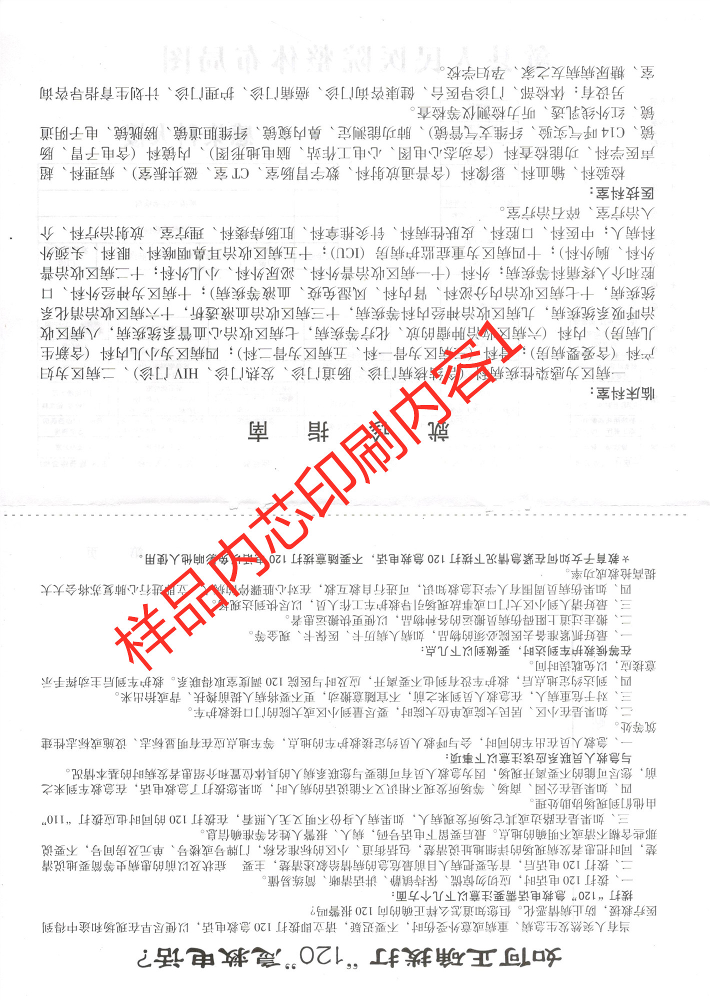 如何正确拨打“120”急救电话？
当有人突然发生急病、重病或意外受伤时，不要迟疑，请立即拨打 120 急救电话，以便尽早在现场和途中得到
医疗救援，防止病情恶化。但您知道怎么样正确的向 120 报警吗？
拨打“120”急救电话需要注意以下几个方面：
一、拨打 120 电话时，应切勿惊慌、保持镇静、讲话清晰、简练易懂。
二、拨打 120 电话后，首先要把病人目前最危急的病情给叙述清楚，主要 症状及以前的患病史等简要地说清
楚，同时把患者发病现场的详细地址说清楚，包括街道、小区的标准名称，门牌号或楼号、单元及房间号，不要说
那些含糊不清或不明确的地点。最后要留下电话号码，病人、报警人姓名等准确信息。
三、如果是在路边或其它场所发现病人，如果病人身份不明又无人照看，在拨打 120 的同时也应拨打“110”
由他们到现场协助处理。
四、如果是在公园、商场、等场所发现不相识又不能说话的病人时，如果您拨打了急救电话，在急救车到来之
前，您尽可能的不要离开现场，因为急救人员有可能要与您联系病人的具体位置和介绍患者发病时的基本情况。
与急救人员联系应该注意以下事项：
一、急救人员在出车的同时，会与呼救人员约定接救护车的地点，等车地点应在有明显标志、设施或标志性建
筑等处。
二、如果是在小区、居民大院或单位大院时，要尽量到小区或大院的门口接救护车。
三、对于危重病人，在急救人员到来之前，不宜随意搬动，更不要将病人提前搀扶、背或抬出来。
四、到达约定地点后，救护车没有到也不要离开，应及时与医院 120 调度室取得联系。救护车到后主动挥手示
意接应，以免耽误时间。
在等候救护车到达时，要做到以下几点：
一、最好抓紧准备去医院必须的物品，如病人病历卡、医保卡、现金等。
二、搬走过道上阻碍伤病员搬运的各种物品，以便更快搬运患者。
三、最好请人到小区大门口或事故现场引导救护车工作人员，以尽快到达现场。
四、如果伤病员周围有人学过急救知识，可进行自救互救，在对心脏骤停的病人 立即进行心肺复苏将会大大
提高抢救成功率。
＊教育子女如何在紧急情况下拨打 120 急救电话，不要随意拨打 120 电话以免影响他人使用。
就诊指南
临床科室：
一病区为感染性疾病科（含结核病门诊、肠道门诊、发热门诊、HIV 门诊）、二病区为妇
产科（含爱婴病房）；骨科（三病区为骨一科、五病区为骨二科）；四病区为小儿内科（含新生
儿病房） 内科（六病区收治肿瘤的放、化疗等疾病，七病区收治心血管系统疾病，八病区收
治呼吸系统疾病，九病区收治神经内科等疾病，十三病区收治血液透析，十六病区收治消化系
统疾病，十七病区收治内分泌科、肾内科、风湿免疫、血液等疾病）；十病区为神经外科、口
腔和介入疼痛科等疾病；外科（十一病区收治普外科、泌尿外科、小儿外科；十二病区收治普
外科、胸外科）；十四病区为重症监护病房（ICU）；十五病区收治耳鼻咽喉科、眼科、头颈外
科病人；中医科、口腔科、皮肤性病科、针灸推拿科、肛肠痔瘘科、理疗室、放射治疗科、介
入治疗室、碎石治疗室。
医技科室：
检验科、输血科、影像科（含普通放射科、数字胃肠室、CT 室、磁共振室）、病理科、超
声医学科、功能检查科（含动态心电图、心电工作站、脑电地形图）、内镜科（含电子胃、肠
镜、C14 呼气实验、纤维支气管镜）、肺功能测定、鼻内窥镜、纤维胆道镜、膀胱镜、电子阴道
镜、红外线乳透、听力检测仪等检查。
另设有：体检部、门诊导医台、健康咨询门诊、癌痛门诊、护理门诊、计划生育指导咨询
室、糖尿病病友之家、孕妇学校。
样品内芯印刷内容1